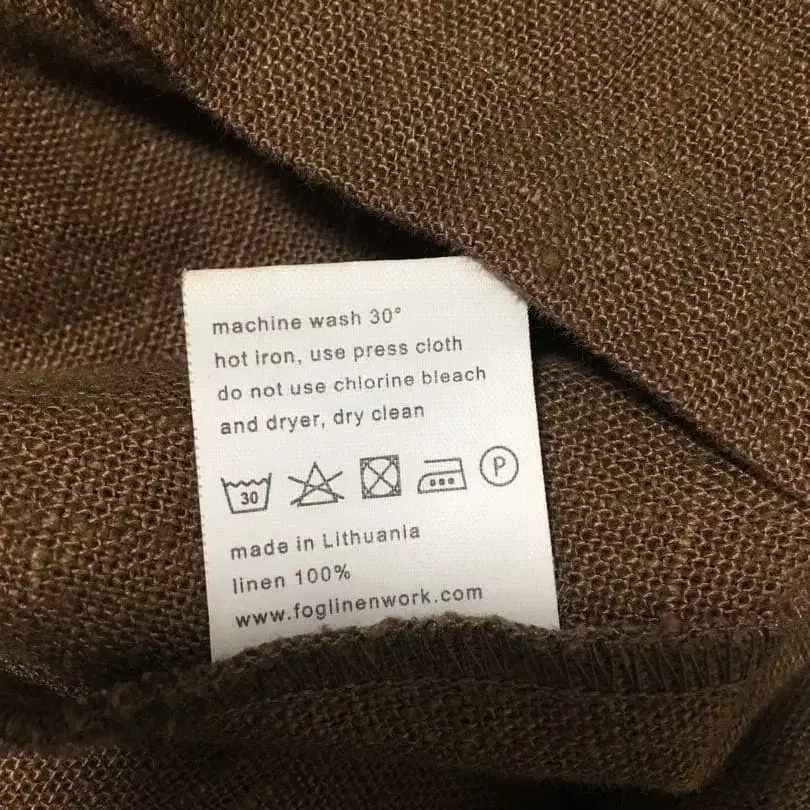 machine wash 30°
hot iron, use press cloth
do not use chlorine bleach
and dryer, dry clean
30 P
made in Lithuania
linen 100%
www.foglinenwork.com